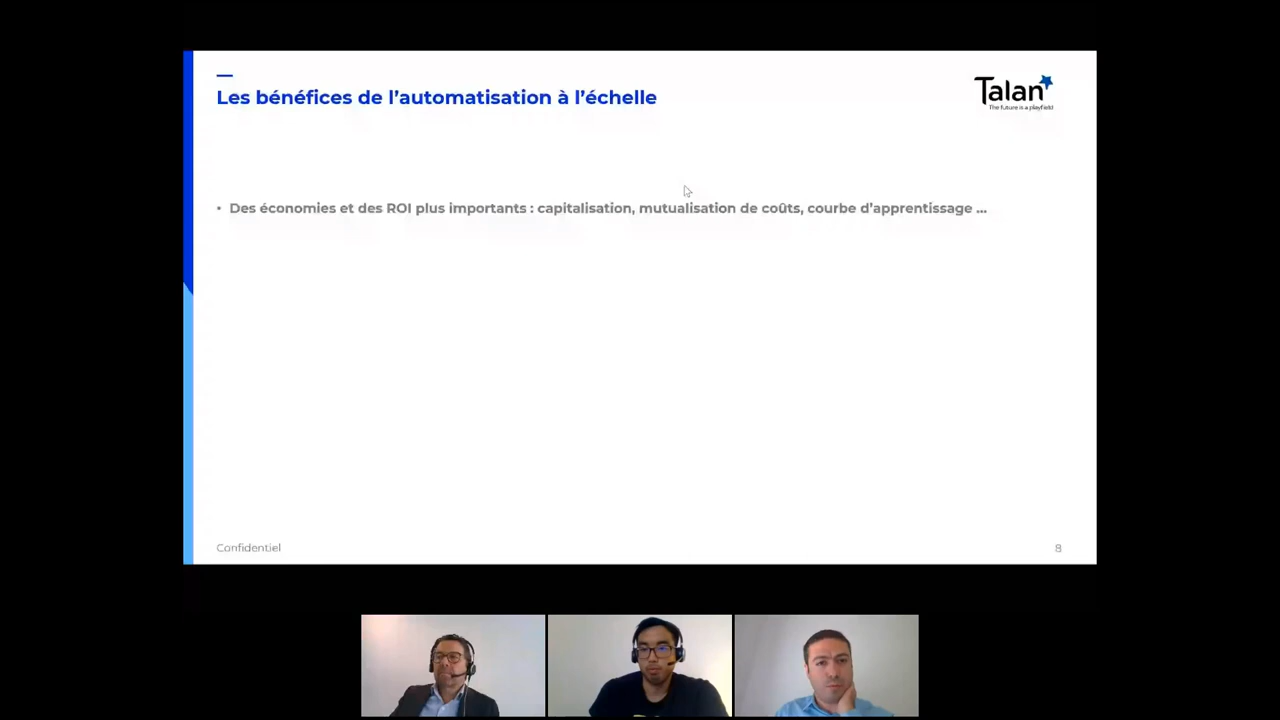 Les bénéfices de l’automatisation à l’échelle
Talan
The future is a playfield
• Des économies et des ROI plus importants : capitalisation, mutualisation de coûts, courbe d’apprentissage ...
Confidentiel
8